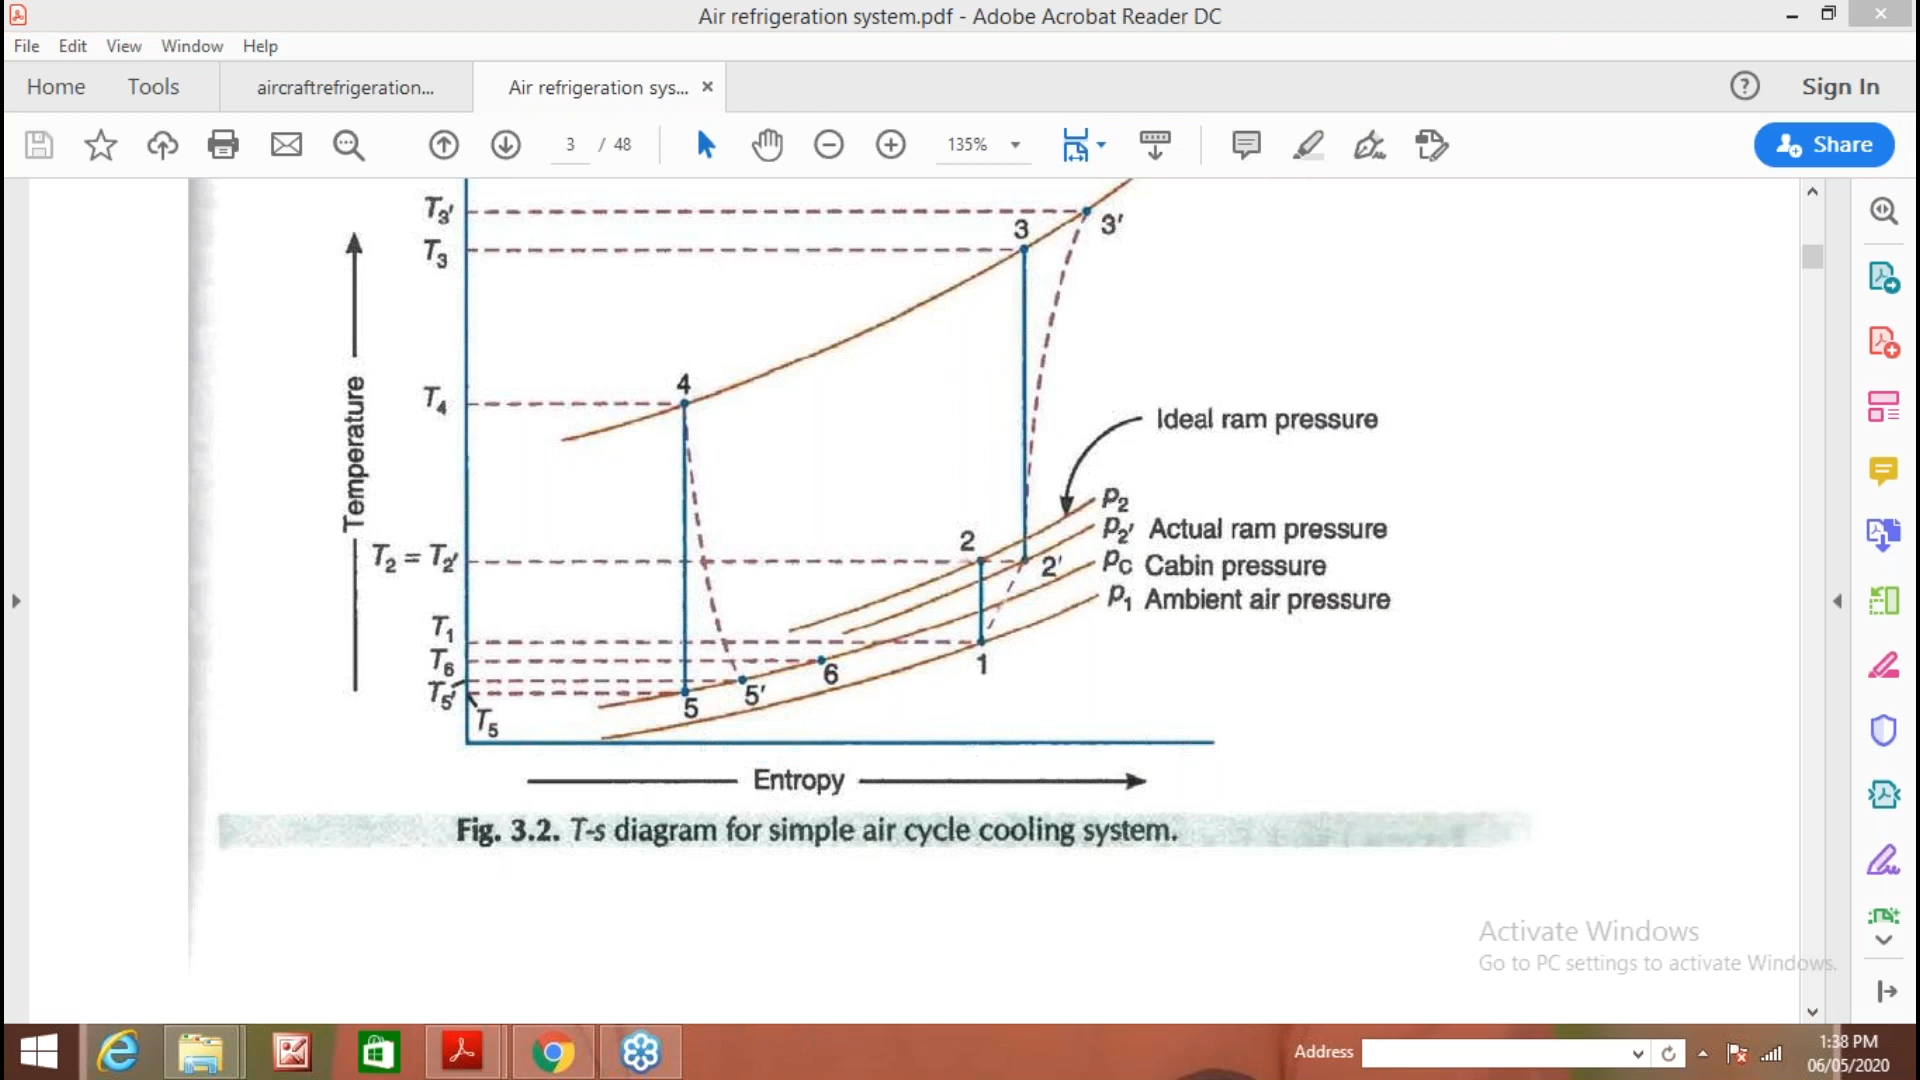 Air refrigeration system.pdf - Adobe Acrobat Reader DC
File Edit View Window Help
Home Tools aircraftrefrigeration... Air refrigeration sys... ×
Sign In
3 / 48 135% Share
T3'
T3
3 3'
4
T4
Temperature
Ideal ram pressure
p2
p2' Actual ram pressure
pC Cabin pressure
p1 Ambient air pressure
T2 = T2'
2
2'
T1
T6
T5'
T5
5 5' 6 1
Entropy
Fig. 3.2. T-s diagram for simple air cycle cooling system.
Activate Windows
Go to PC settings to activate Windows.
Address
1:38 PM
06/05/2020